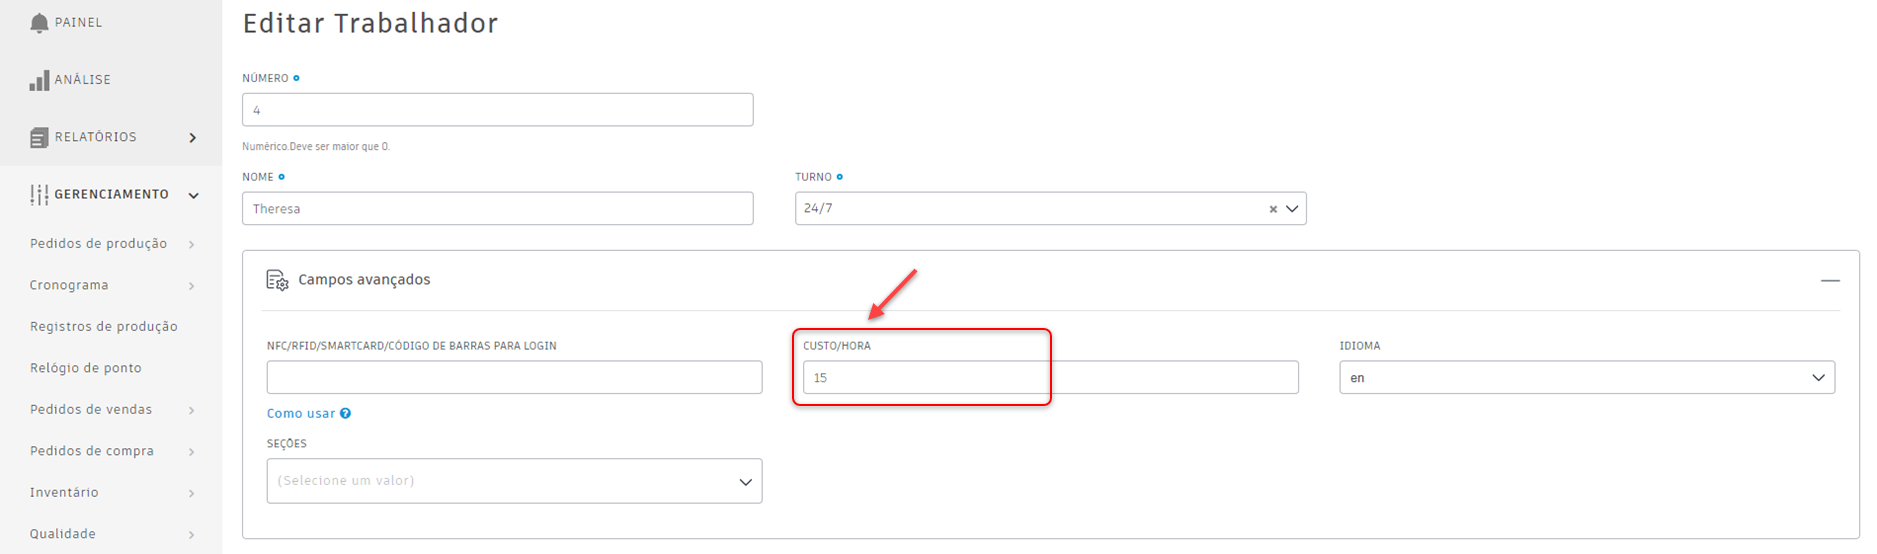 PAINEL
ANÁLISE
RELATÓRIOS
GERENCIAMENTO
Pedidos de produção
Cronograma
Registros de produção
Relógio de ponto
Pedidos de vendas
Pedidos de compra
Inventário
Qualidade
Editar Trabalhador
NÚMERO
4
Numérico.Deve ser maior que 0.
NOME
Theresa
TURNO
24/7
Campos avançados
NFC/RFID/SMARTCARD/CÓDIGO DE BARRAS PARA LOGIN
Como usar ?
CUSTO/HORA
15
IDIOMA
en
SEÇÕES
(Selecione um valor)